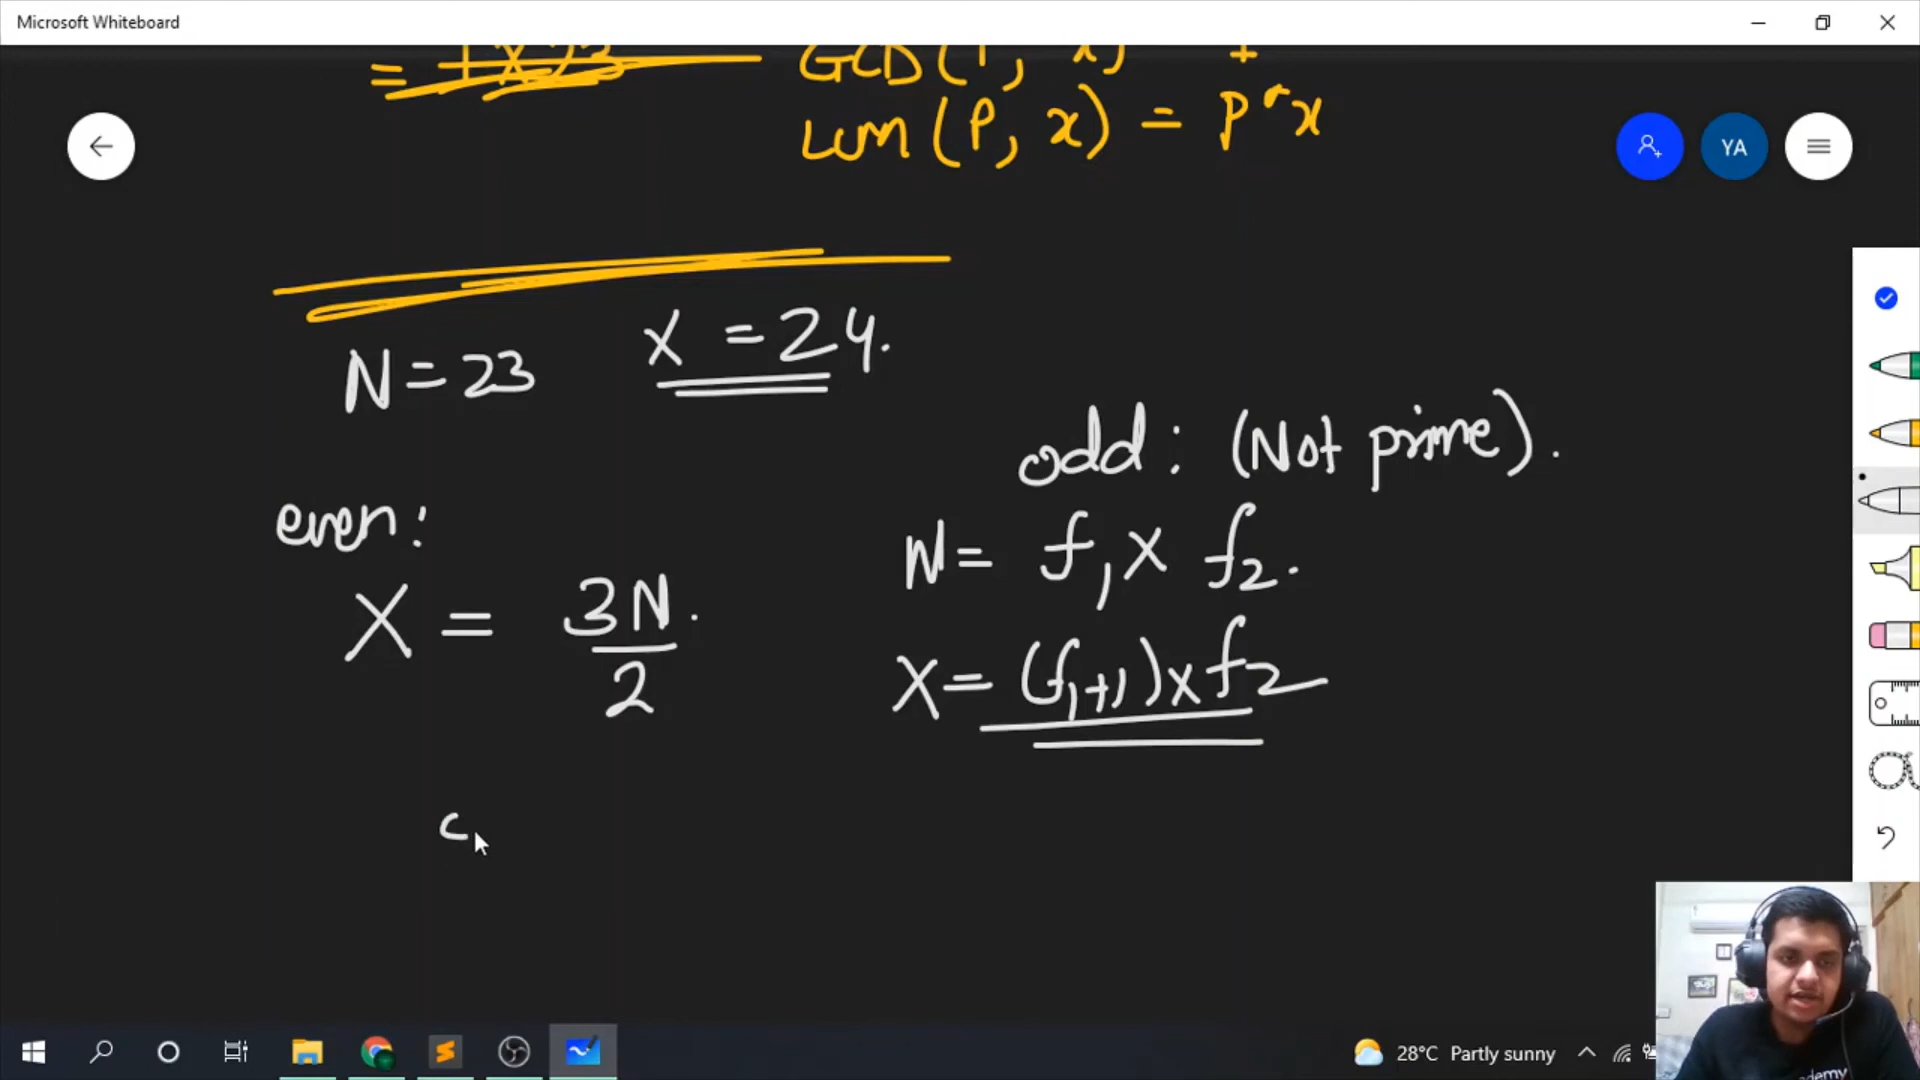 Microsoft Whiteboard
GCD(P, x)
Lcm(P, x) = P*x
YA
N=23
X = 24.
odd: (Not prime).
even:
N= f1 X f2.
X = 3N.
2
X= (f1+1) x f2
28°C Partly sunny